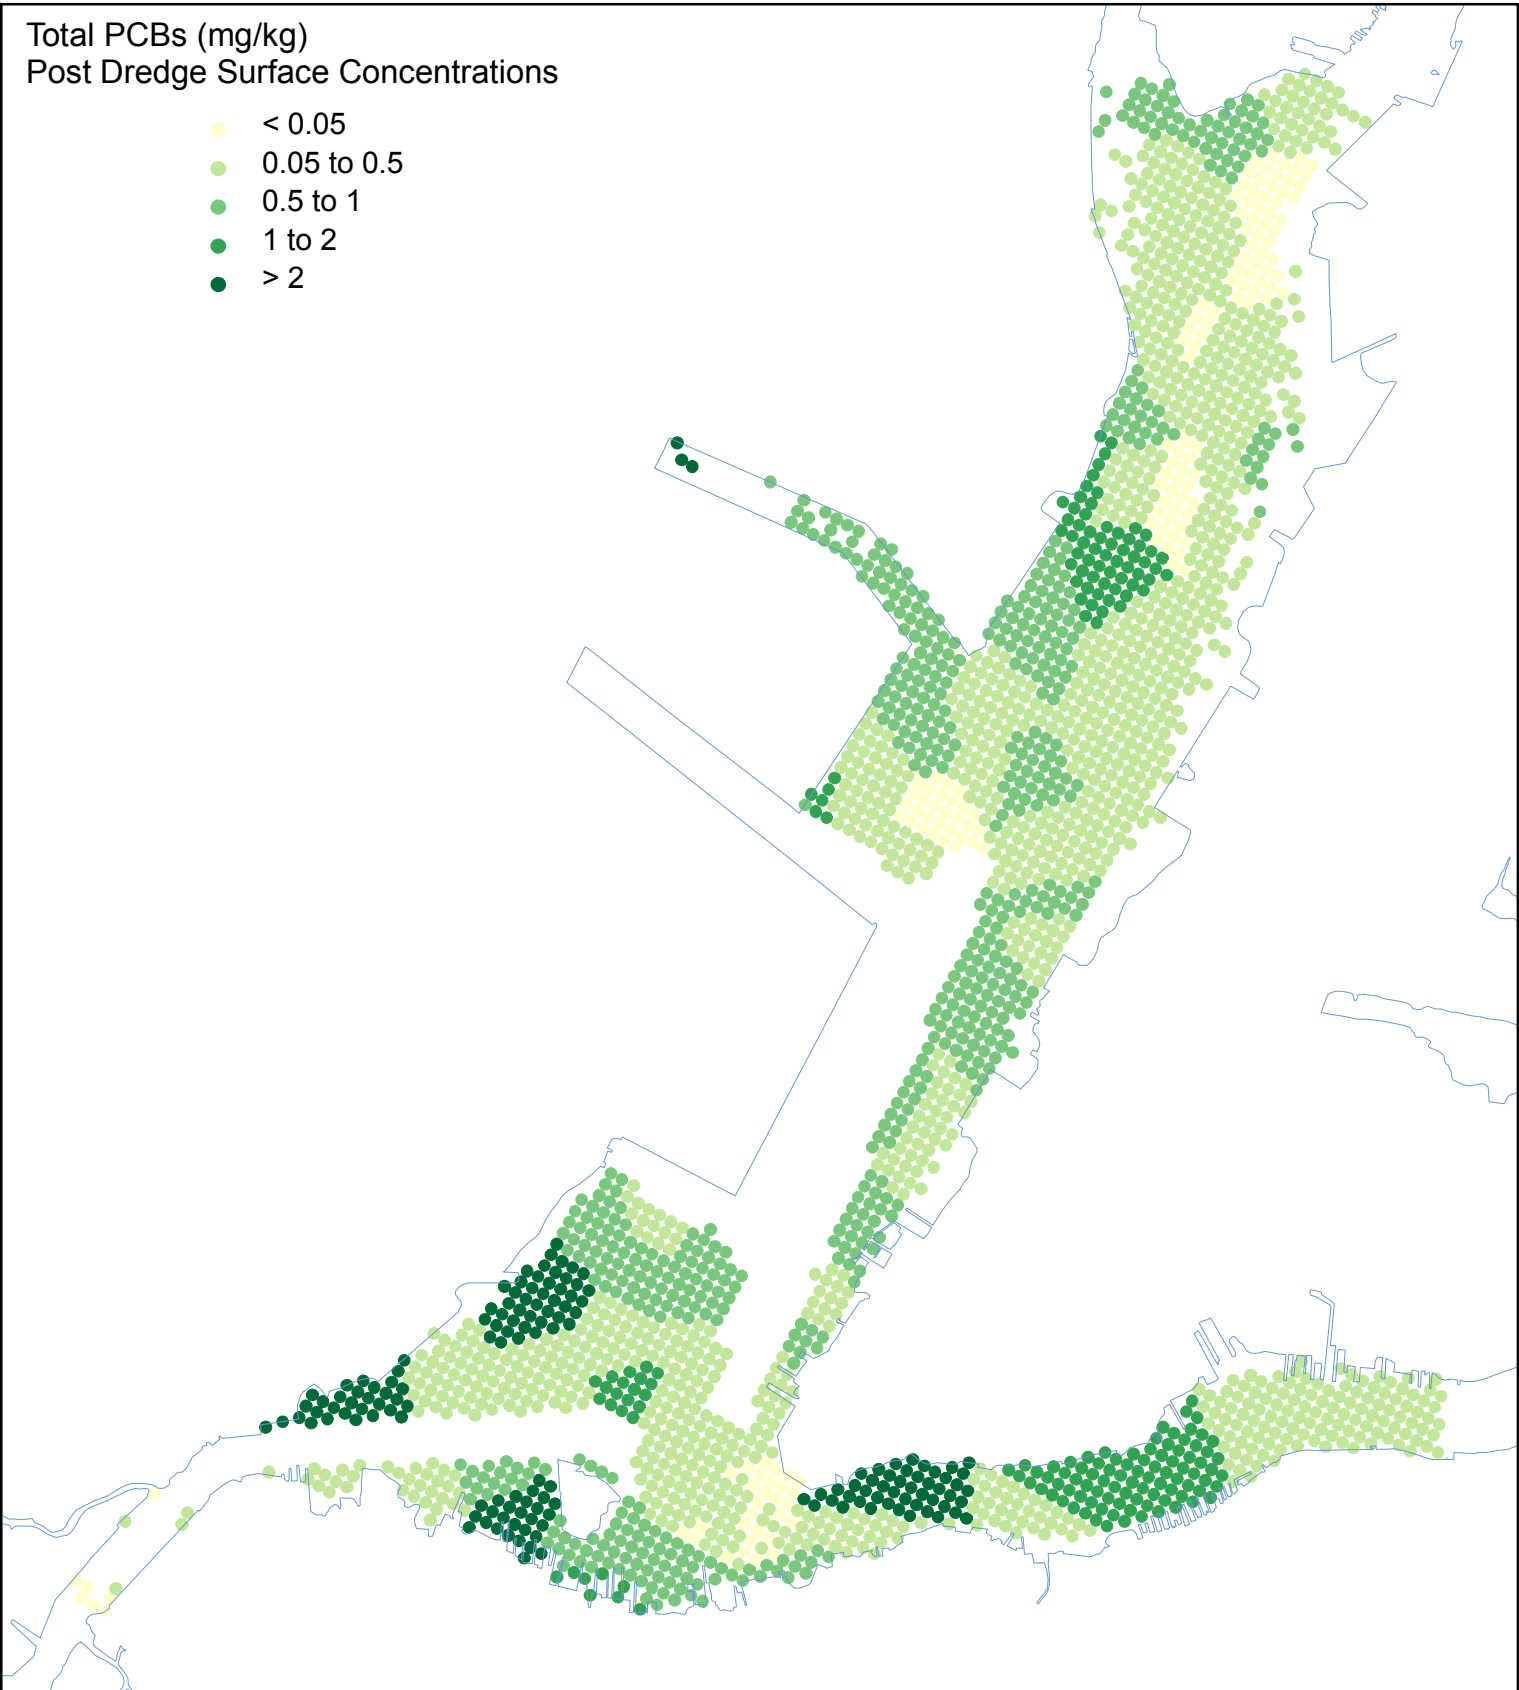 Total PCBs (mg/kg)
Post Dredge Surface Concentrations
< 0.05
0.05 to 0.5
0.5 to 1
1 to 2
> 2